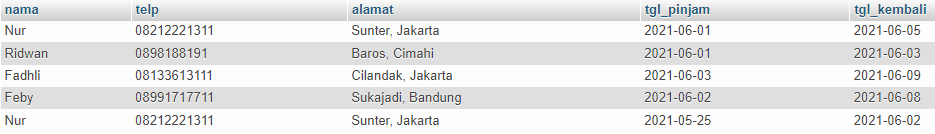 nama telp alamat tgl_pinjam tgl_kembali
Nur 08212221311 Sunter, Jakarta 2021-06-01 2021-06-05
Ridwan 0898188191 Baros, Cimahi 2021-06-01 2021-06-03
Fadhli 08133613111 Cilandak, Jakarta 2021-06-03 2021-06-09
Feby 08991717711 Sukajadi, Bandung 2021-06-02 2021-06-08
Nur 08212221311 Sunter, Jakarta 2021-05-25 2021-06-02